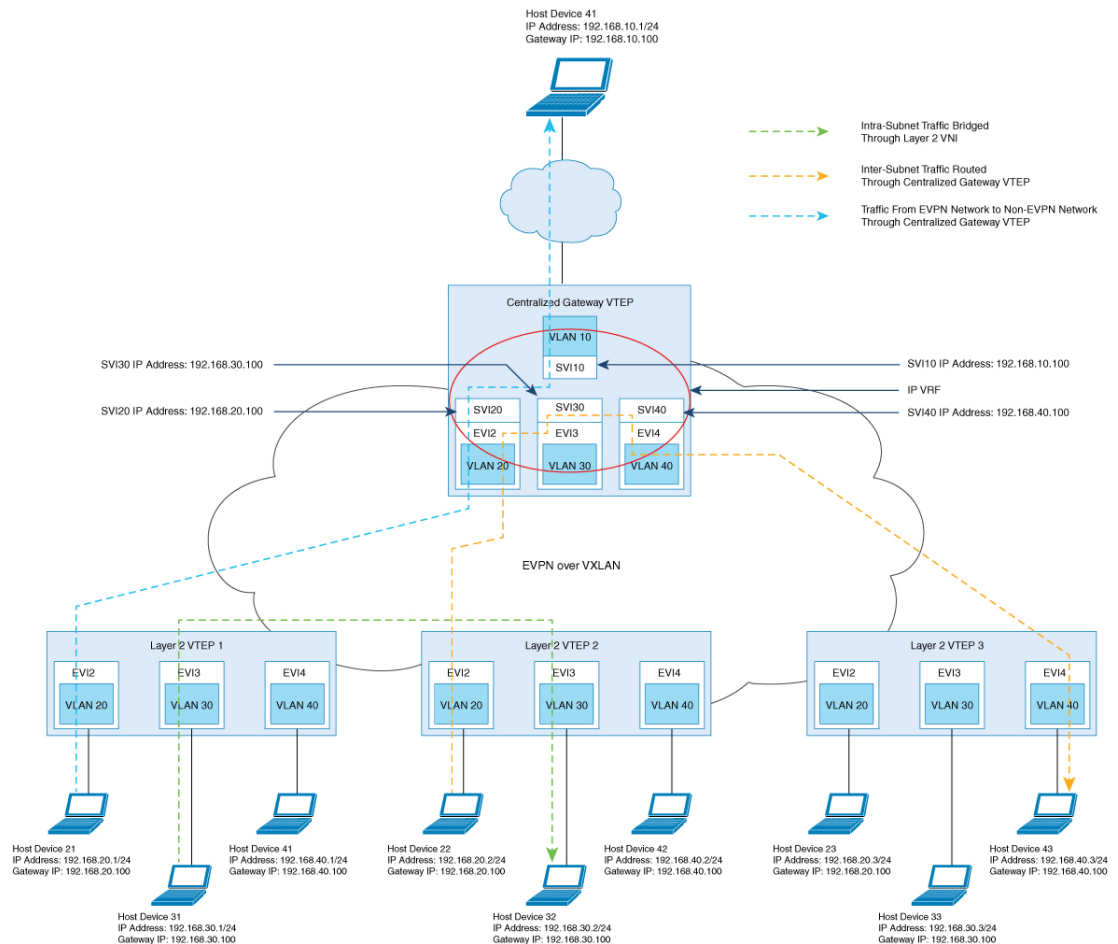 Host Device 41
IP Address: 192.168.10.1/24
Gateway IP: 192.168.10.100
Intra-Subnet Traffic Bridged
Through Layer 2 VNI
Inter-Subnet Traffic Routed
Through Centralized Gateway VTEP
Traffic From EVPN Network to Non-EVPN Network
Through Centralized Gateway VTEP
Centralized Gateway VTEP
VLAN 10
SVI10
SVI30 IP Address: 192.168.30.100
SVI10 IP Address: 192.168.10.100
IP VRF
SVI20 IP Address: 192.168.20.100
SVI40 IP Address: 192.168.40.100
SVI20
SVI30
SVI40
EVI2
EVI3
EVI4
VLAN 20
VLAN 30
VLAN 40
EVPN over VXLAN
Layer 2 VTEP 1
EVI2
EVI3
EVI4
VLAN 20
VLAN 30
VLAN 40
Layer 2 VTEP 2
EVI2
EVI3
EVI4
VLAN 20
VLAN 30
VLAN 40
Layer 2 VTEP 3
EVI2
EVI3
EVI4
VLAN 20
VLAN 30
VLAN 40
Host Device 21
IP Address: 192.168.20.1/24
Gateway IP: 192.168.20.100
Host Device 41
IP Address: 192.168.40.1/24
Gateway IP: 192.168.40.100
Host Device 22
IP Address: 192.168.20.2/24
Gateway IP: 192.168.20.100
Host Device 42
IP Address: 192.168.40.2/24
Gateway IP: 192.168.40.100
Host Device 23
IP Address: 192.168.20.3/24
Gateway IP: 192.168.20.100
Host Device 43
IP Address: 192.168.40.3/24
Gateway IP: 192.168.40.100
Host Device 31
IP Address: 192.168.30.1/24
Gateway IP: 192.168.30.100
Host Device 32
IP Address: 192.168.30.2/24
Gateway IP: 192.168.30.100
Host Device 33
IP Address: 192.168.30.3/24
Gateway IP: 192.168.30.100